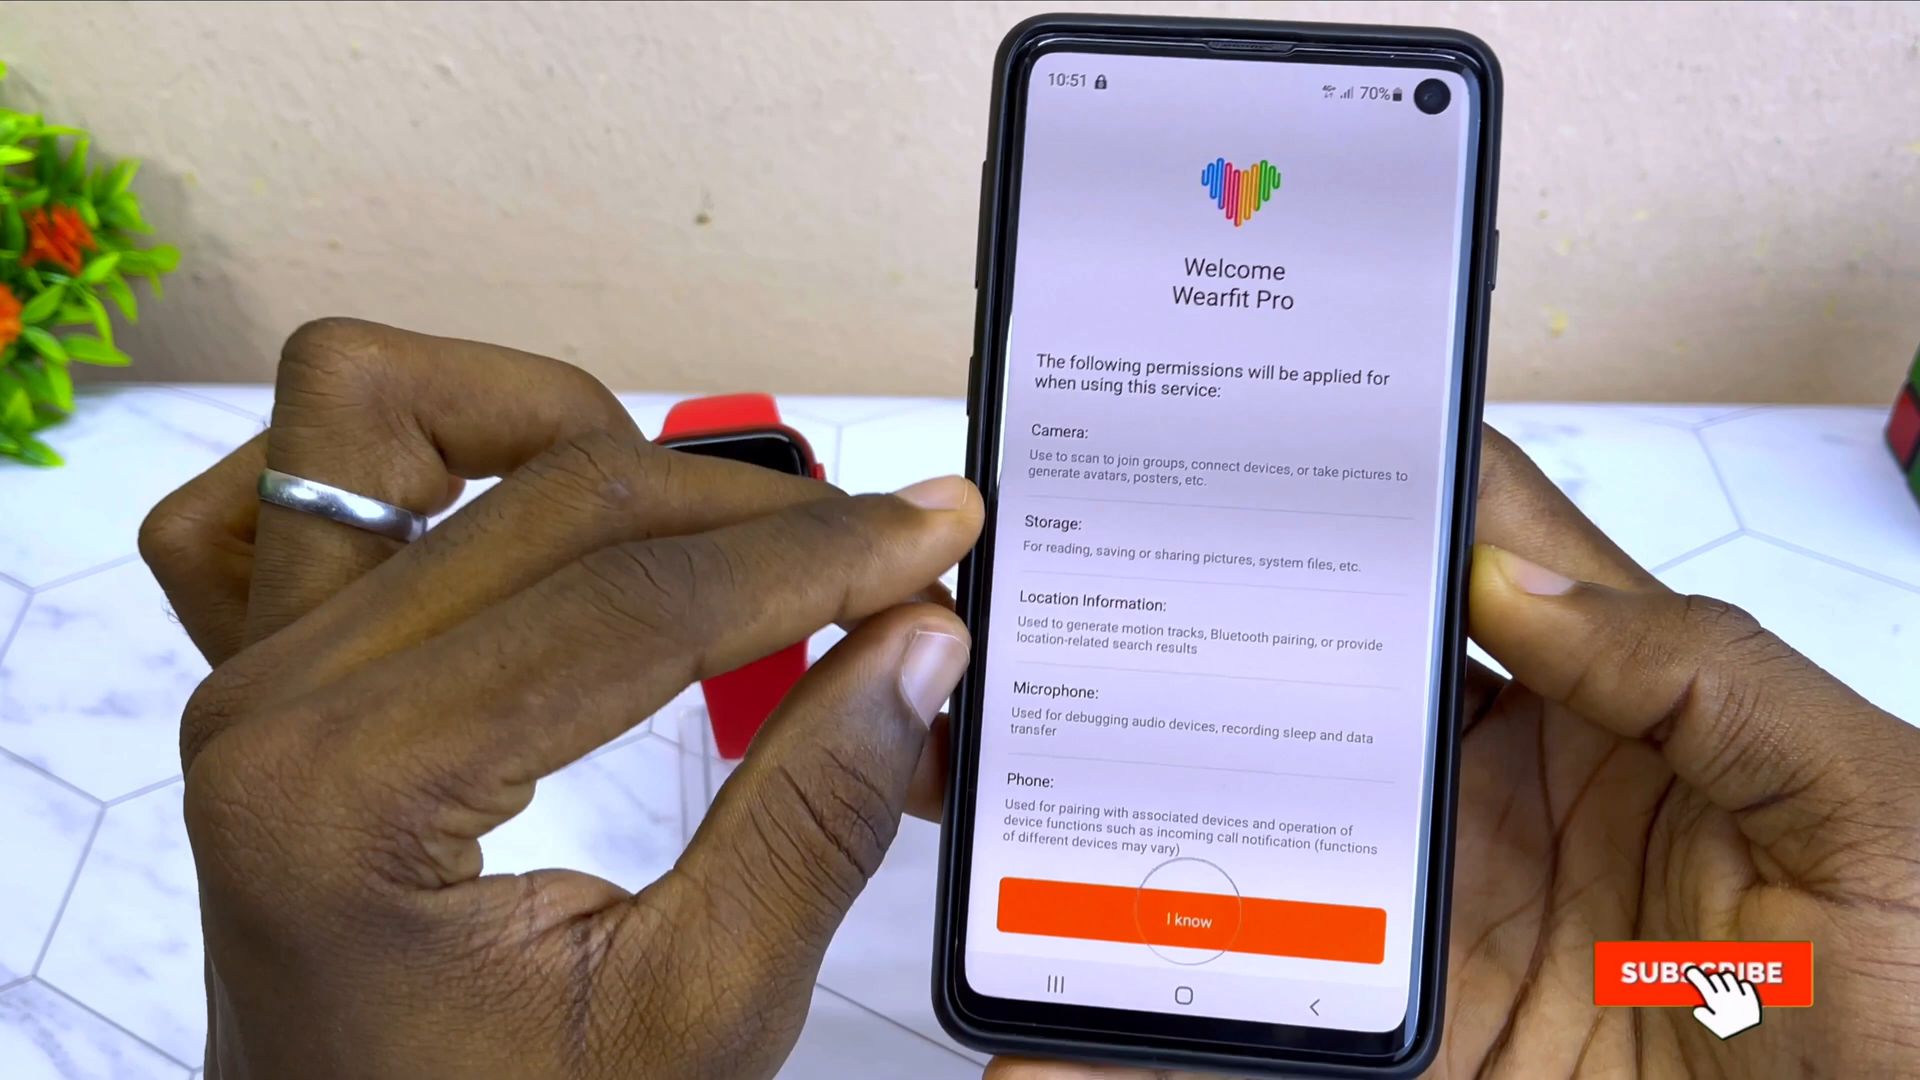 10:51
70%
Welcome
Wearfit Pro
The following permissions will be applied for
when using this service:
Camera:
Use to scan to join groups, connect devices, or take pictures to
generate avatars, posters, etc.
Storage:
For reading, saving or sharing pictures, system files, etc.
Location Information:
Used to generate motion tracks, Bluetooth pairing, or provide
location-related search results
Microphone:
Used for debugging audio devices, recording sleep and data
transfer
Phone:
Used for pairing with associated devices and operation of
device functions such as incoming call notification (functions
of different devices may vary)
I know
SUBSCRIBE